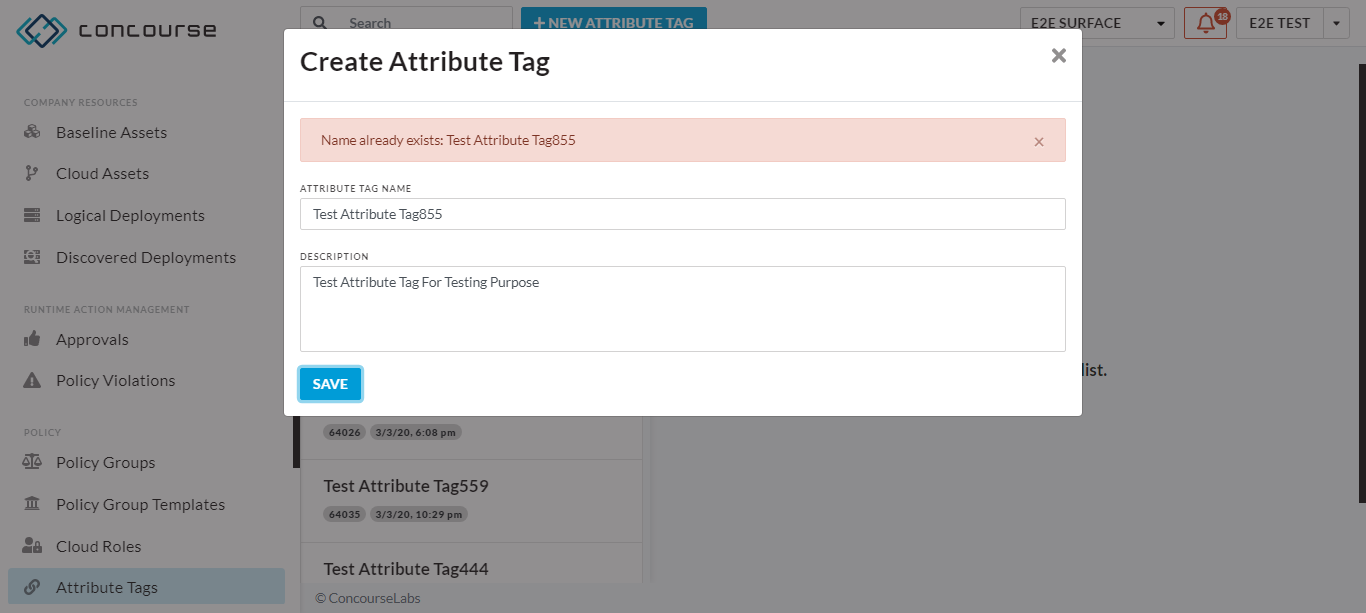 concourse
Search
+ NEW ATTRIBUTE TAG
E2E SURFACE
18
E2E TEST
Create Attribute Tag
×
Name already exists: Test Attribute Tag855
×
ATTRIBUTE TAG NAME
Test Attribute Tag855
DESCRIPTION
Test Attribute Tag For Testing Purpose
SAVE
COMPANY RESOURCES
Baseline Assets
Cloud Assets
Logical Deployments
Discovered Deployments
RUNTIME ACTION MANAGEMENT
Approvals
Policy Violations
POLICY
Policy Groups
Policy Group Templates
Cloud Roles
Attribute Tags
list.
64026 3/3/20, 6:08 pm
Test Attribute Tag559
64035 3/3/20, 10:29 pm
Test Attribute Tag444
© ConcourseLabs